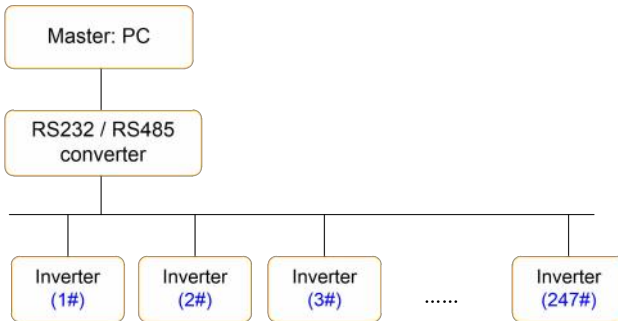 Master: PC
RS232 / RS485
converter
Inverter
(1#)
Inverter
(2#)
Inverter
(3#)
......
Inverter
(247#)